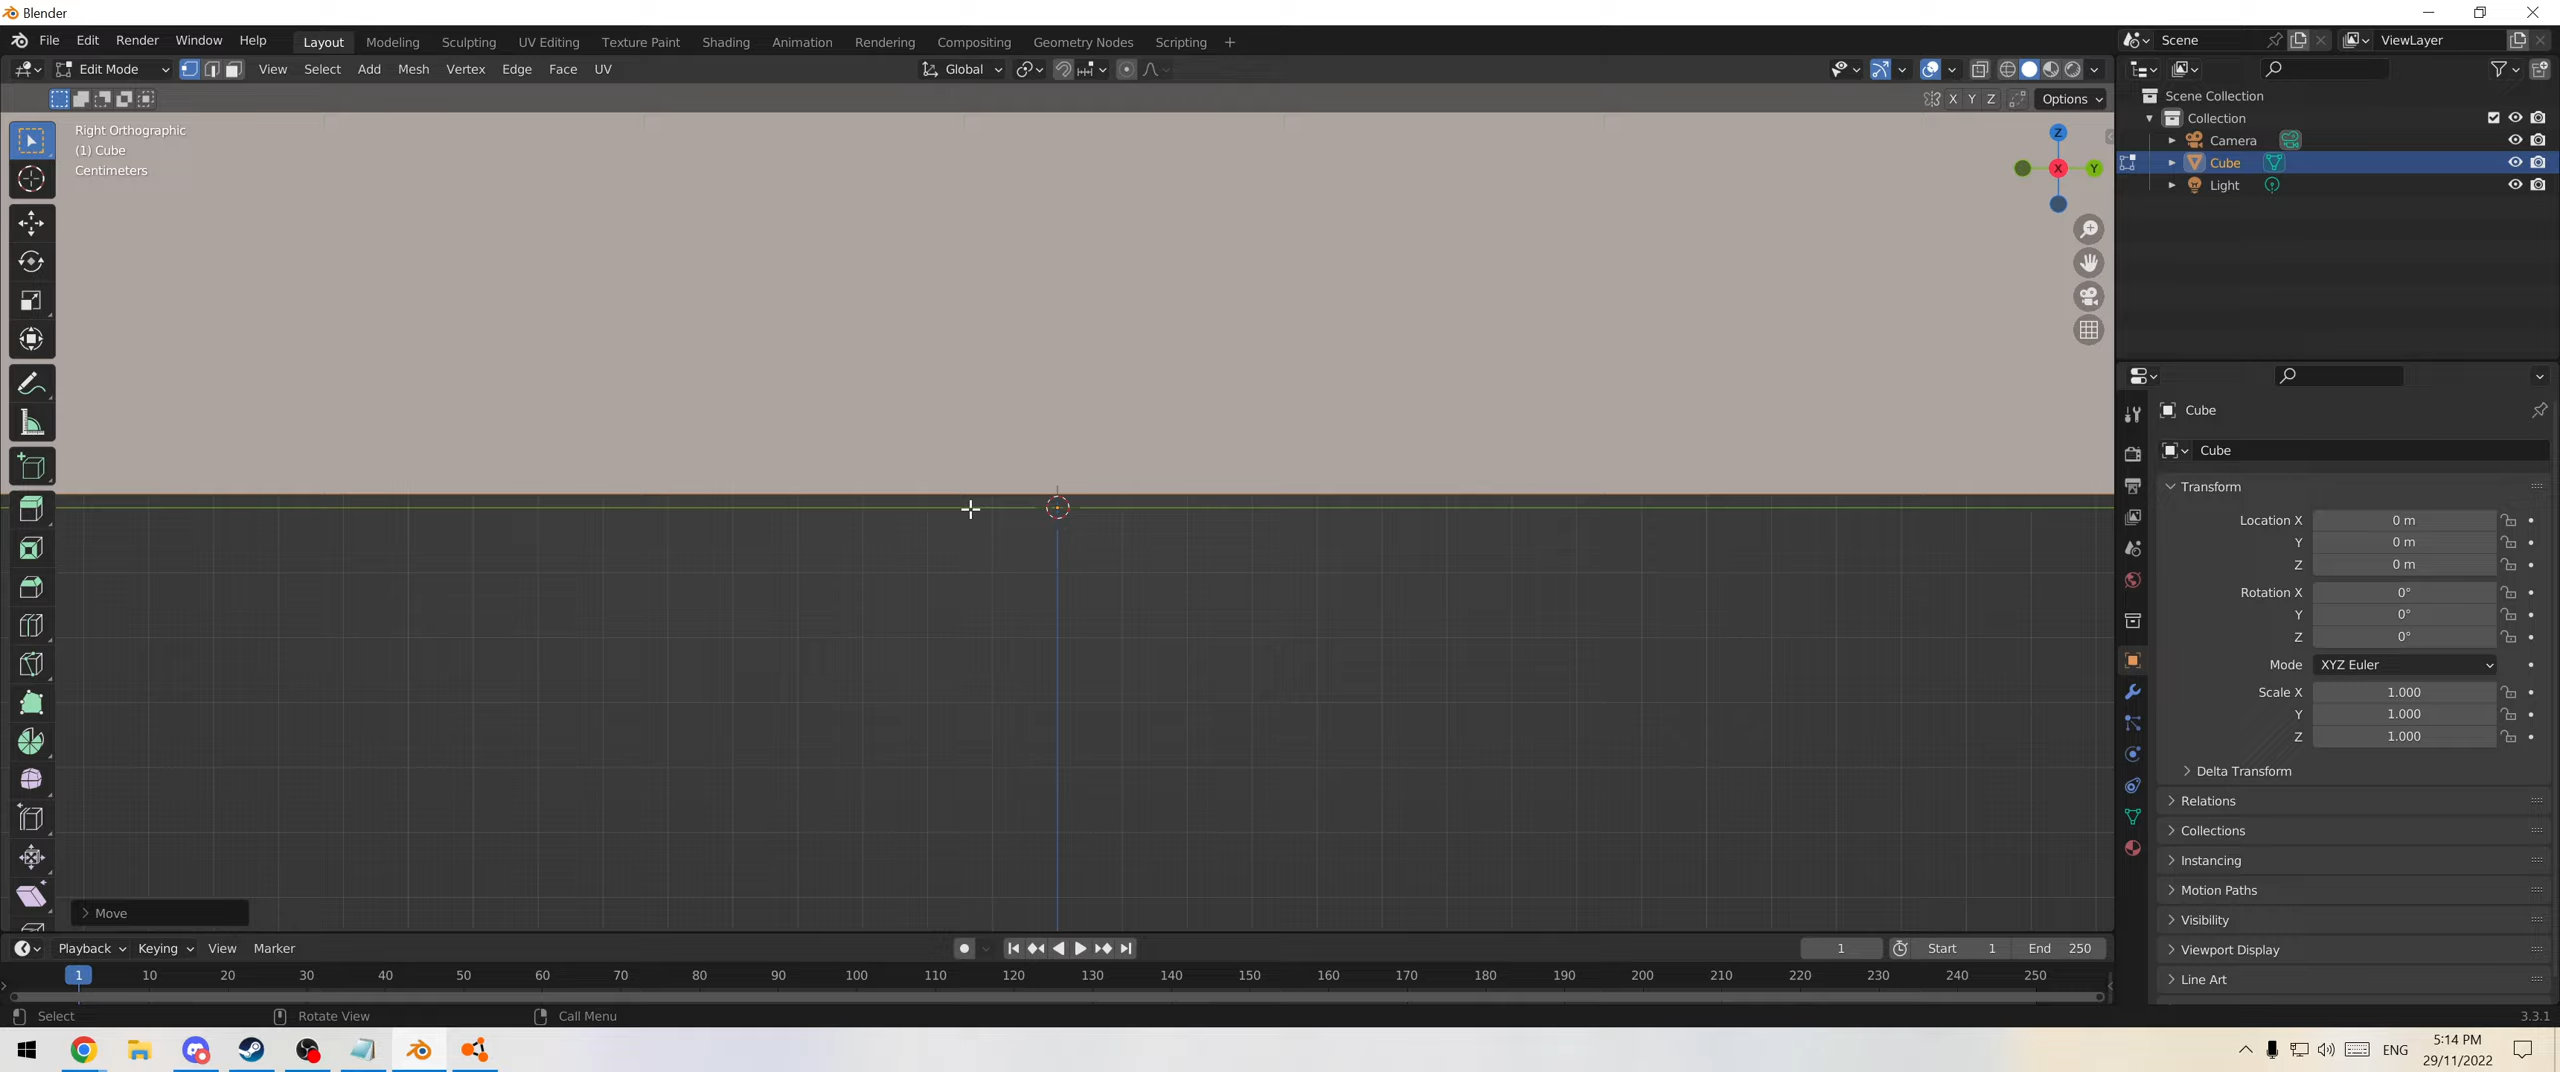 Blender
File Edit Render Window Help Layout Modeling Sculpting UV Editing Texture Paint Shading Animation Rendering Compositing Geometry Nodes Scripting + Scene ViewLayer
Edit Mode View Select Add Mesh Vertex Edge Face UV Global
X Y Z Options
Scene Collection
Collection
Camera
Cube
Light
Right Orthographic
(1) Cube
Centimeters
Z
X
Y
Cube
Cube
Transform
Location X 0 m
Y 0 m
Z 0 m
Rotation X 0°
Y 0°
Z 0°
Mode XYZ Euler
Scale X 1.000
Y 1.000
Z 1.000
Delta Transform
Relations
Collections
Instancing
Motion Paths
Visibility
Viewport Display
Line Art
Move
Playback Keying View Marker 1 Start 1 End 250
1 10 20 30 40 50 60 70 80 90 100 110 120 130 140 150 160 170 180 190 200 210 220 230 240 250
Select Rotate View Call Menu 3.3.1
ENG 5:14 PM
29/11/2022